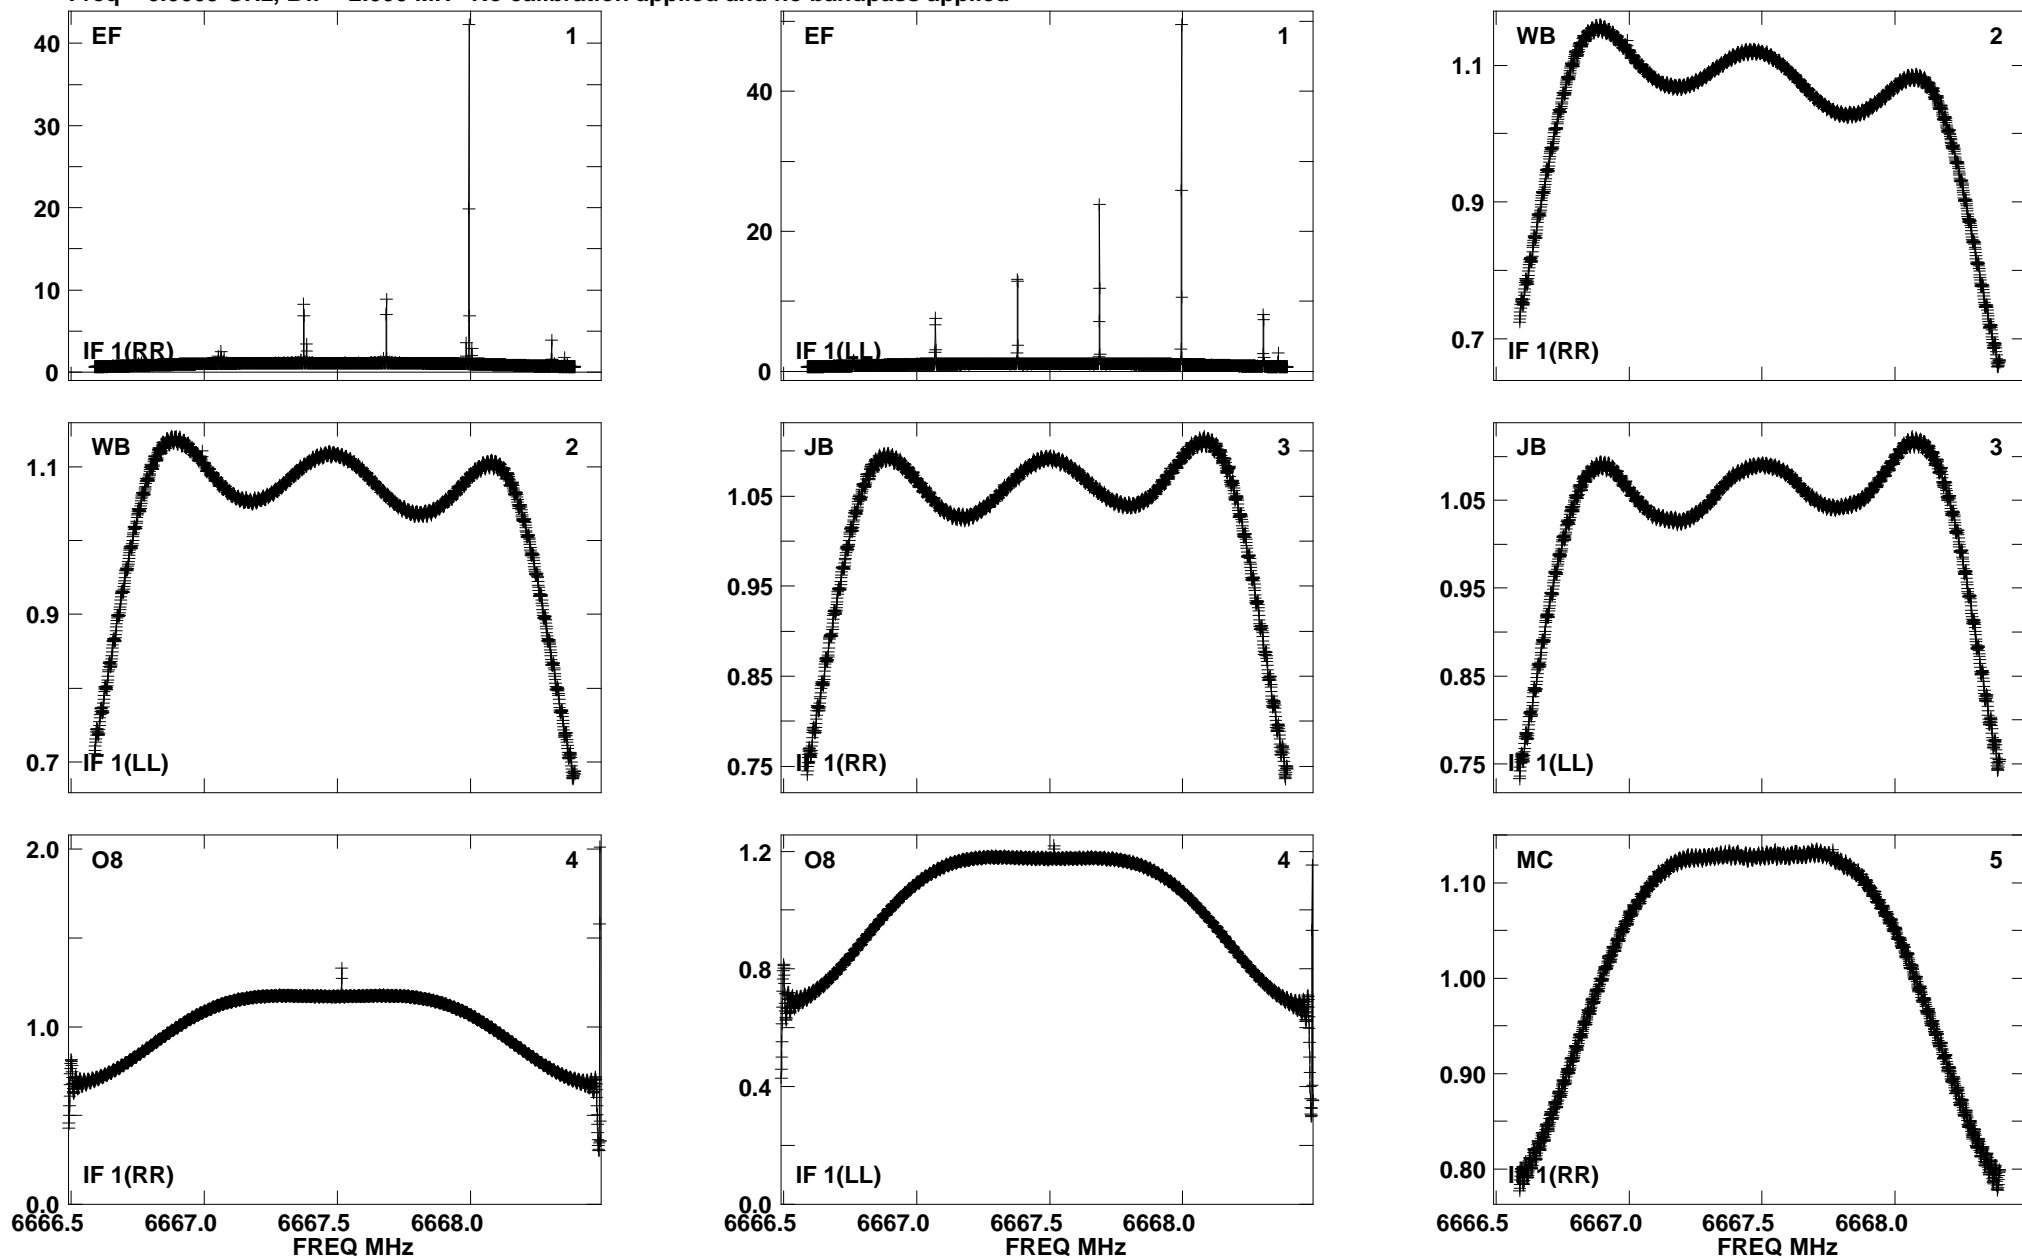 EF 1
40
30
20
10
0
IF 1(RR)
EF 1
40
20
0
IF 1(LL)
WB 2
1.1
0.9
0.7
IF 1(RR)
WB 2
1.1
0.9
0.7
IF 1(LL)
JB 3
1.05
0.95
0.85
0.75
IF 1(RR)
JB 3
1.05
0.95
0.85
0.75
IF 1(LL)
O8 4
2.0
1.0
0.0
IF 1(RR)
6666.5 6667.0 6667.5 6668.0
FREQ MHz
O8 4
1.2
0.8
0.4
0.0
IF 1(LL)
6666.5 6667.0 6667.5 6668.0
FREQ MHz
MC 5
1.10
1.00
0.90
0.80
IF 1(RR)
6666.5 6667.0 6667.5 6668.0
FREQ MHz